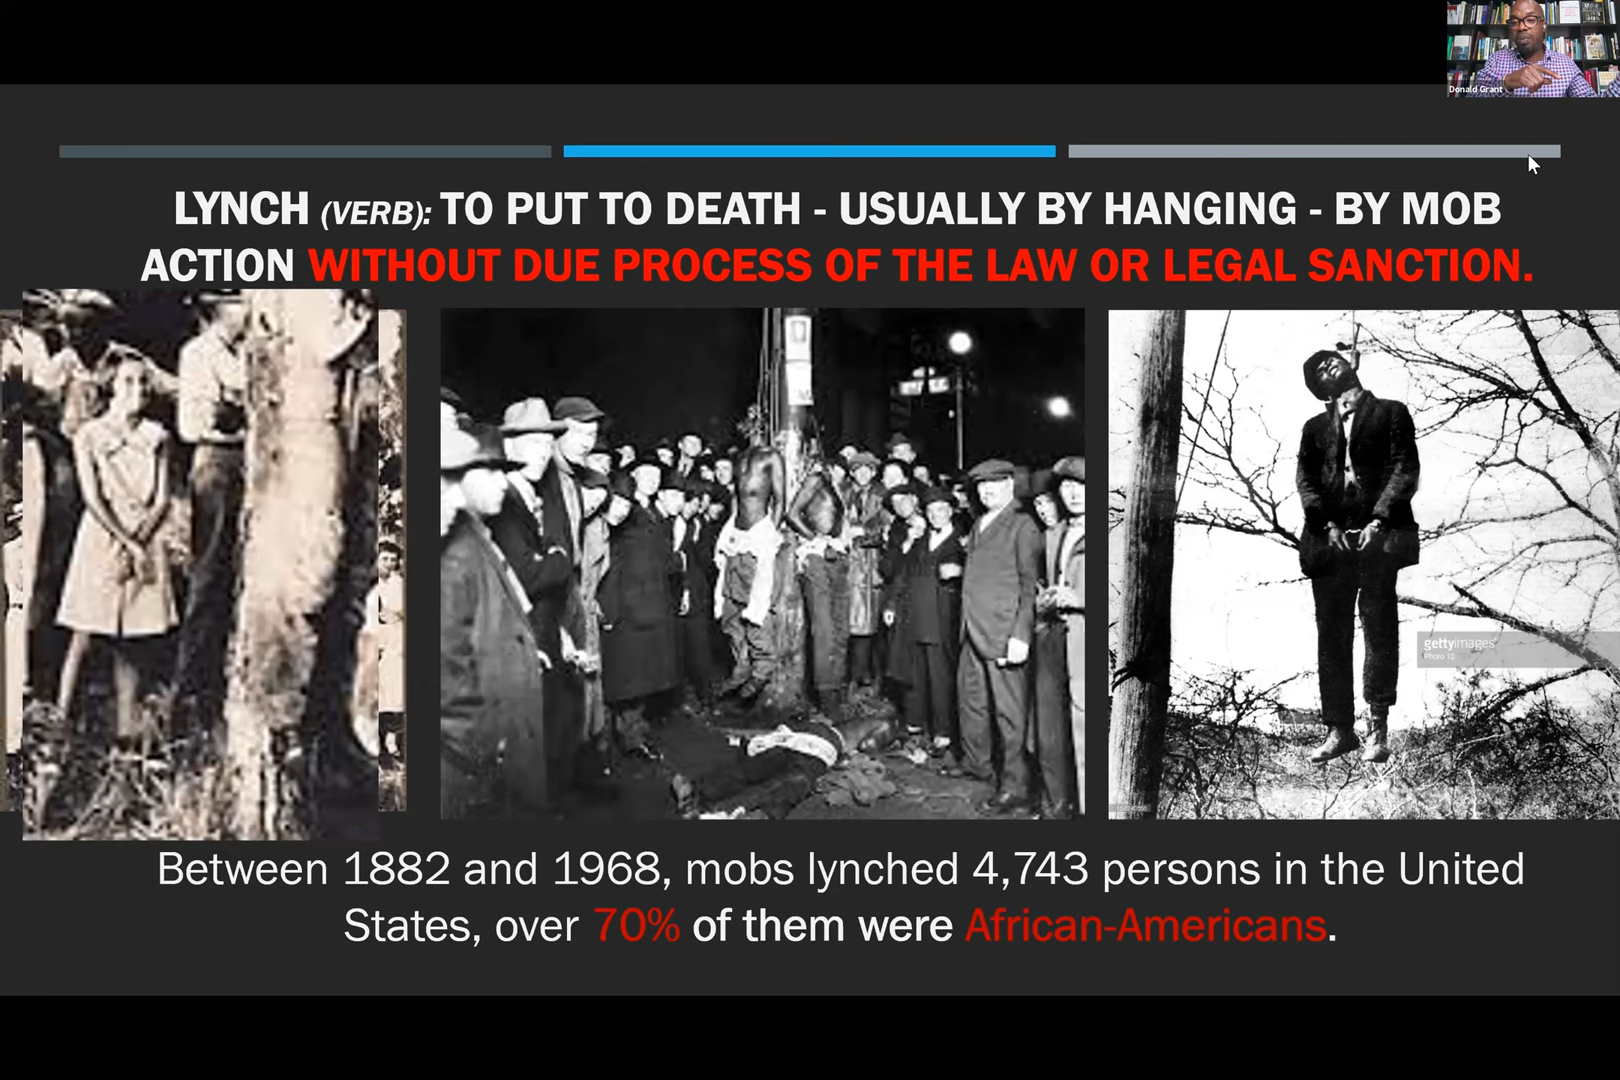 Donald Grant
LYNCH (VERB): TO PUT TO DEATH - USUALLY BY HANGING - BY MOB
ACTION WITHOUT DUE PROCESS OF THE LAW OR LEGAL SANCTION.
gettyimages
Photo 12
Between 1882 and 1968, mobs lynched 4,743 persons in the United
States, over 70% of them were African-Americans.